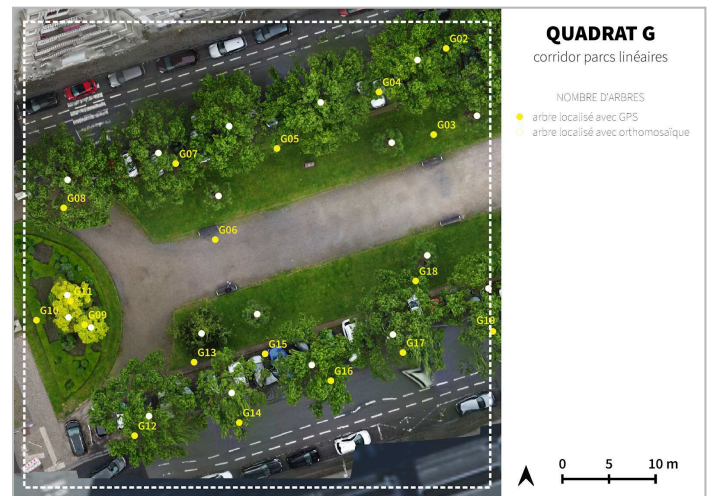 QUADRAT G
corridor parcs linéaires
NOMBRE D'ARBRES
arbre localisé avec GPS
arbre localisé avec orthomosaïque
G02
G04
G03
G05
G07
G08
G06
G18
G11
G10
G09
G19
G15
G13
G17
G16
G14
G12
0 5 10 m